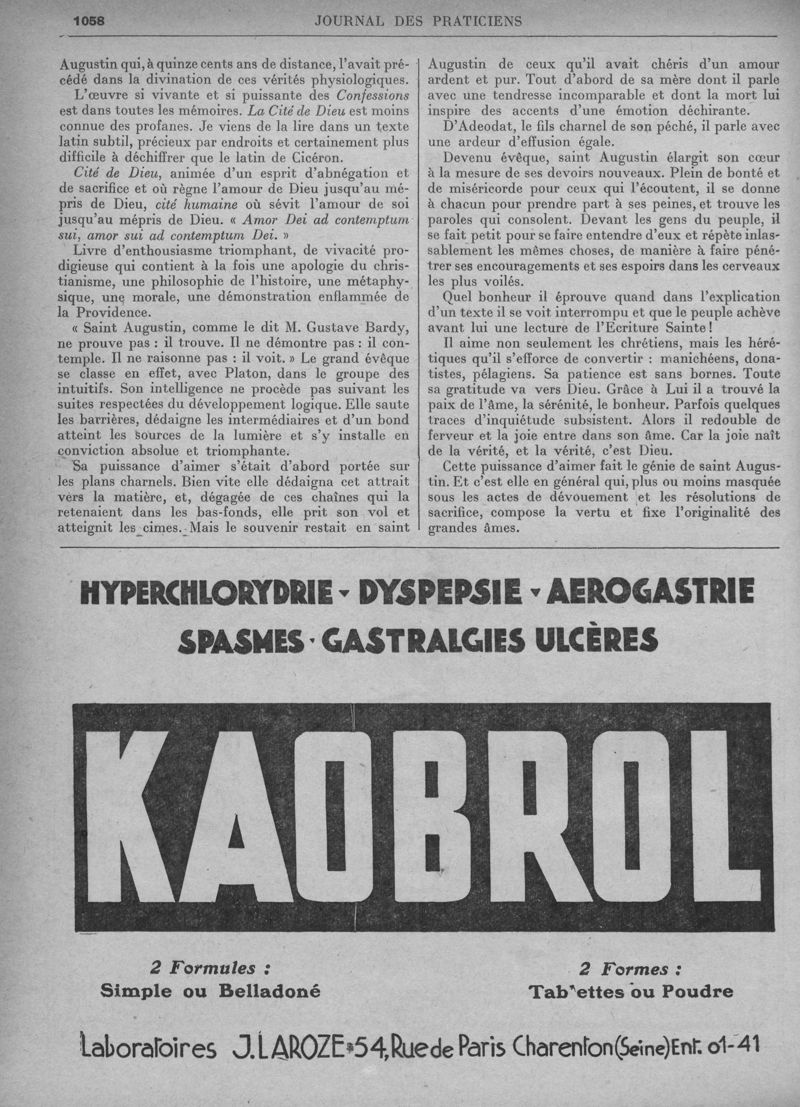 1058
JOURNAL DES PRATICIENS
Augustin qui, à quinze cents ans de distance, l'avait pré-
cédé dans la divination de ces vérités physiologiques.
L'œuvre si vivante et si puissante des Confessions
est dans toutes les mémoires. La Cité de Dieu est moins
connue des profanes. Je viens de la lire dans un texte
latin subtil, précieux par endroits et certainement plus
difficile à déchiffrer que le latin de Cicéron.
Cité de Dieu, animée d'un esprit d'abnégation et
de sacrifice et où règne l'amour de Dieu jusqu'au mé-
pris de Dieu, cité humaine où sévit l'amour de soi
jusqu'au mépris de Dieu. « Amor Dei ad contemptum
sui, amor sui ad contemptum Dei. »
Livre d'enthousiasme triomphant, de vivacité pro-
digieuse qui contient à la fois une apologie du chris-
tianisme, une philosophie de l'histoire, une métaphy-
sique, une morale, une démonstration enflammée de
la Providence.
« Saint Augustin, comme le dit M. Gustave Bardy,
ne prouve pas : il trouve. Il ne démontre pas : il con-
temple. Il ne raisonne pas : il voit. » Le grand évêque
se classe en effet, avec Platon, dans le groupe des
intuitifs. Son intelligence ne procède pas suivant les
suites respectées du développement logique. Elle saute
les barrières, dédaigne les intermédiaires et d'un bond
atteint les sources de la lumière et s'y installe en
conviction absolue et triomphante.
Sa puissance d'aimer s'était d'abord portée sur
les plans charnels. Bien vite elle dédaigna cet attrait
vers la matière, et, dégagée de ces chaînes qui la
retenaient dans les bas-fonds, elle prit son vol et
atteignit les cimes. Mais le souvenir restait en saint
Augustin de ceux qu'il avait chéris d'un amour
ardent et pur. Tout d'abord de sa mère dont il parle
avec une tendresse incomparable et dont la mort lui
inspire des accents d'une émotion déchirante.
D'Adeodat, le fils charnel de son péché, il parle avec
une ardeur d'effusion égale.
Devenu évêque, saint Augustin élargit son cœur
à la mesure de ses devoirs nouveaux. Plein de bonté et
de miséricorde pour ceux qui l'écoutent, il se donne
à chacun pour prendre part à ses peines, et trouve les
paroles qui consolent. Devant les gens du peuple, il
se fait petit pour se faire entendre d'eux et répète inlas-
sablement les mêmes choses, de manière à faire péné-
trer ses encouragements et ses espoirs dans les cerveaux
les plus voilés.
Quel bonheur il éprouve quand dans l'explication
d'un texte il se voit interrompu et que le peuple achève
avant lui une lecture de l'Ecriture Sainte !
Il aime non seulement les chrétiens, mais les héré-
tiques qu'il s'efforce de convertir : manichéens, dona-
tistes, pélagiens. Sa patience est sans bornes. Toute
sa gratitude va vers Dieu. Grâce à Lui il a trouvé la
paix de l'âme, la sérénité, le bonheur. Parfois quelques
traces d'inquiétude subsistent. Alors il redouble de
ferveur et la joie entre dans son âme. Car la joie naît
de la vérité, et la vérité, c'est Dieu.
Cette puissance d'aimer fait le génie de saint Augus-
tin. Et c'est elle en général qui, plus ou moins masquée
sous les actes de dévouement et les résolutions de
sacrifice, compose la vertu et fixe l'originalité des
grandes âmes.
HYPERCHLORYDRIE ▾ DYSPEPSIE ▾ AEROGASTRIE
SPASMES · GASTRALGIES ULCÈRES
KAOBROL
2 Formules :
Simple ou Belladoné
2 Formes :
Tablettes ou Poudre
Laboratoires J. LAROZE*54, Rue de Paris Charenton (Seine) Ent. 01-41